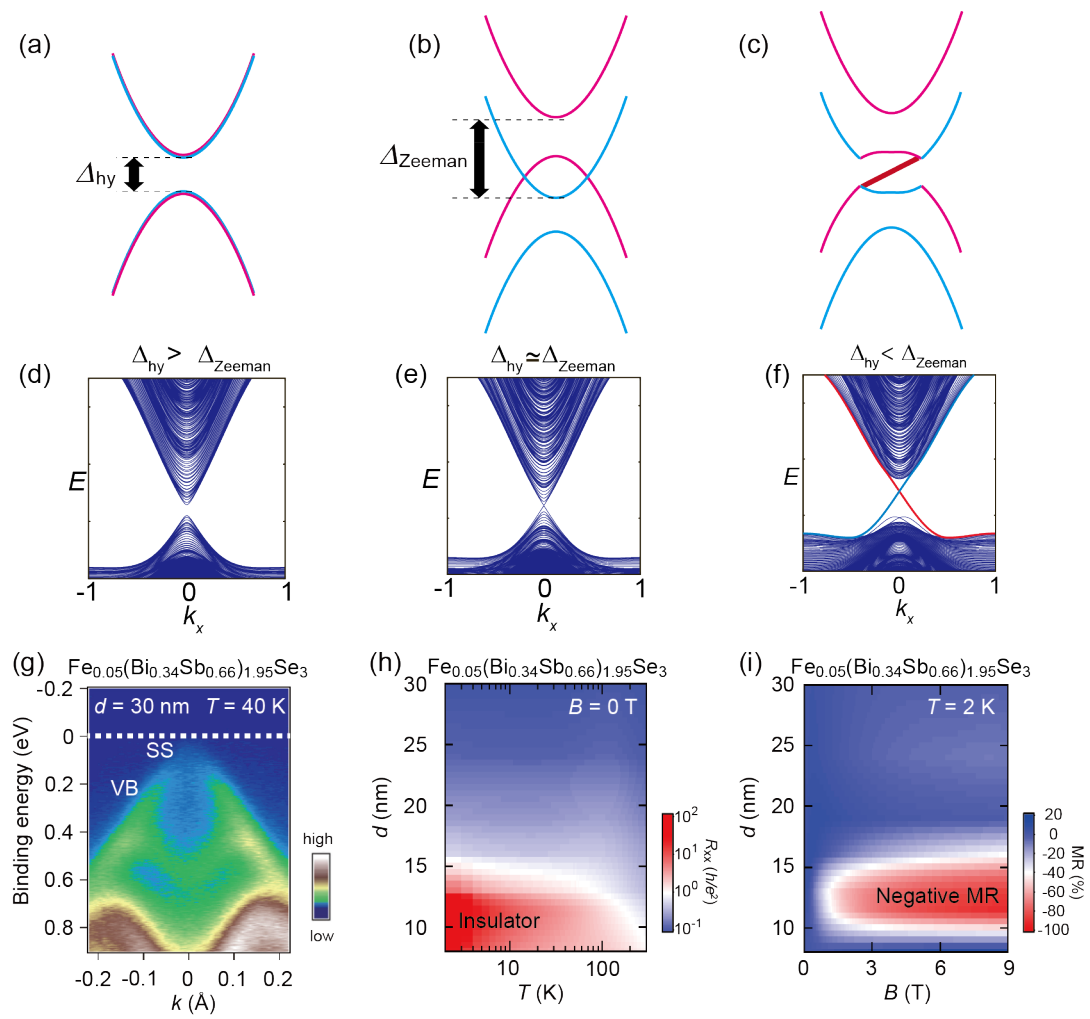 (a)
(b)
(c)
Δhy
ΔZeeman
Δhy > ΔZeeman
Δhy ≃ ΔZeeman
Δhy < ΔZeeman
(d)
(e)
(f)
E
E
E
-1 0 1
-1 0 1
-1 0 1
kx
kx
kx
(g)
Fe0.05(Bi0.34Sb0.66)1.95Se3
d = 30 nm T = 40 K
SS
VB
-0.2
0
0.2
0.4
0.6
0.8
Binding energy (eV)
-0.2 -0.1 0 0.1 0.2
k (Å)
high
low
(h)
Fe0.05(Bi0.34Sb0.66)1.95Se3
B = 0 T
30
25
20
15
10
d (nm)
Insulator
10 100
T (K)
10²
10¹
10⁰
10⁻¹
Rxx (h/e²)
(i)
Fe0.05(Bi0.34Sb0.66)1.95Se3
T = 2 K
30
25
20
15
10
d (nm)
Negative MR
0 3 6 9
B (T)
20
0
-20
-40
-60
-80
-100
MR (%)